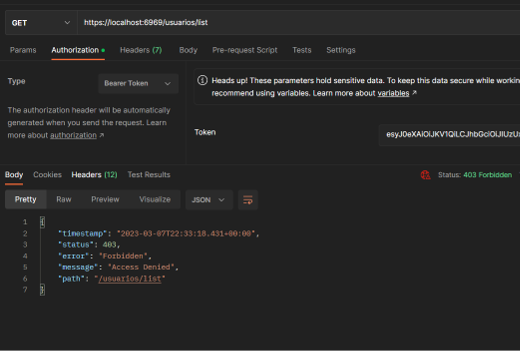 GET https://localhost:6969/usuarios/list
Params Authorization Headers (7) Body Pre-request Script Tests Settings
Type Bearer Token
The authorization header will be automatically
generated when you send the request. Learn
more about authorization ↗
Heads up! These parameters hold sensitive data. To keep this data secure while working
recommend using variables. Learn more about variables ↗
Token
Body Cookies Headers (12) Test Results Status: 403 Forbidden
Pretty Raw Preview Visualize JSON
1 {
2 "timestamp": "2023-03-07T22:33:18.431+00:00",
3 "status": 403,
4 "error": "Forbidden",
5 "message": "Access Denied",
6 "path": "/usuarios/list"
7 }